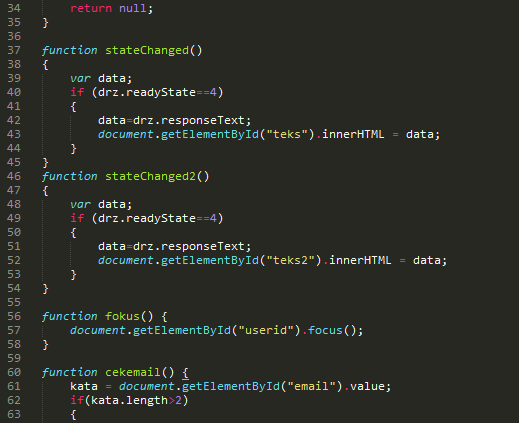 34 return null;
35 }
36
37 function stateChanged()
38 {
39 var data;
40 if (drz.readyState==4)
41 {
42 data=drz.responseText;
43 document.getElementById("teks").innerHTML = data;
44 }
45 }
46 function stateChanged2()
47 {
48 var data;
49 if (drz.readyState==4)
50 {
51 data=drz.responseText;
52 document.getElementById("teks2").innerHTML = data;
53 }
54 }
55
56 function fokus() {
57 document.getElementById("userid").focus();
58 }
59
60 function cekemail() {
61 kata = document.getElementById("email").value;
62 if(kata.length>2)
63 {